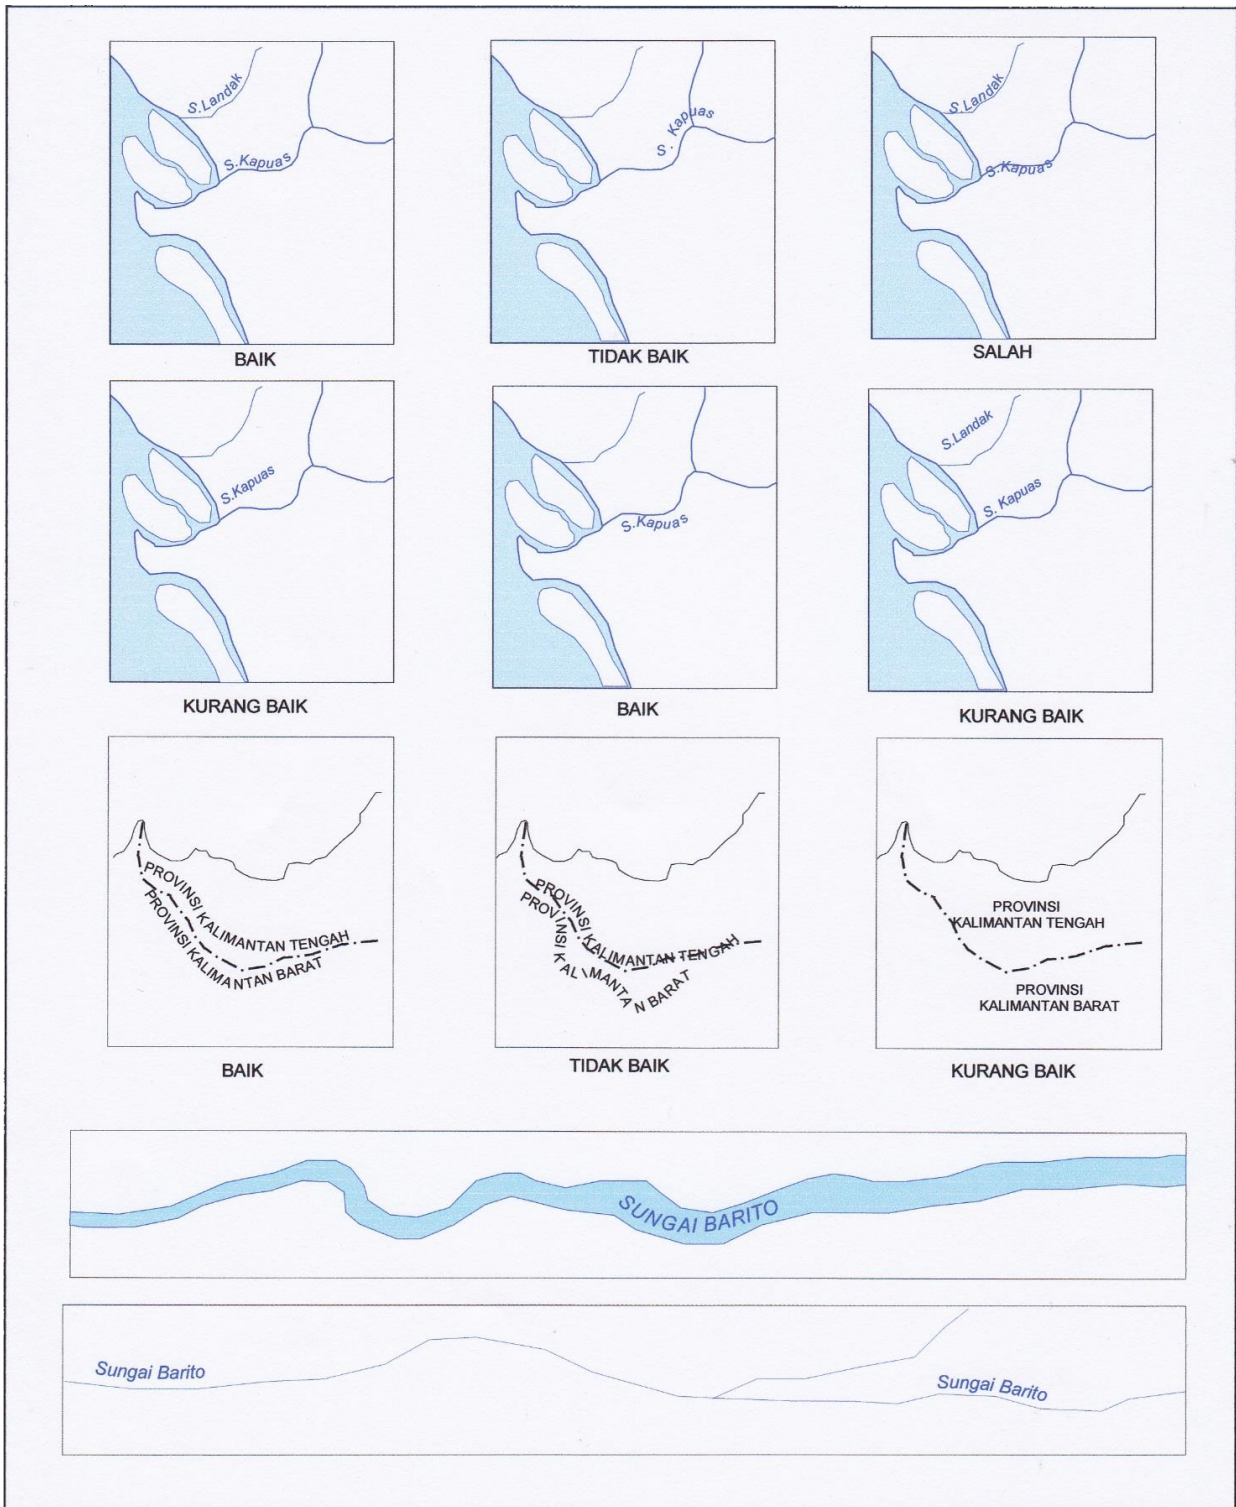 S.Landak
S.Kapuas
BAIK
S. Kapuas
TIDAK BAIK
S.Landak
S.Kapuas
SALAH
S.Kapuas
KURANG BAIK
S.Kapuas
BAIK
S.Landak
S. Kapuas
KURANG BAIK
PROVINSI KALIMANTAN TENGAH
PROVINSI KALIMANTAN BARAT
BAIK
PROVINSI KALIMANTAN TENGAH
PROVINSI KALIMANTAN BARAT
TIDAK BAIK
PROVINSI
KALIMANTAN TENGAH
PROVINSI
KALIMANTAN BARAT
KURANG BAIK
SUNGAI BARITO
Sungai Barito
Sungai Barito